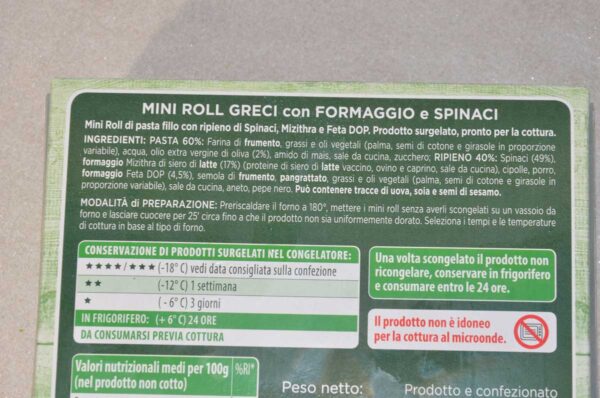 MINI ROLL GRECI con FORMAGGIO e SPINACI
Mini Roll di pasta fillo con ripieno di Spinaci, Mizithra e Feta DOP. Prodotto surgelato, pronto per la cottura.
INGREDIENTI: PASTA 60%: Farina di frumento, grassi e oli vegetali (palma, semi di cotone e girasole in proporzione
variabile), acqua, olio extra vergine di oliva (2%), amido di mais, sale da cucina, zucchero; RIPIENO 40%: Spinaci (49%),
formaggio Mizithra di siero di latte (17%) (proteine di siero di latte vaccino, ovino e caprino, sale da cucina), cipolle, porro,
formaggio Feta DOP (4,5%), semola di frumento, pangrattato, grassi e oli vegetali (palma, semi di cotone e girasole in
proporzione variabile), sale da cucina, aneto, pepe nero. Può contenere tracce di uova, soia e semi di sesamo.
MODALITÀ di PREPARAZIONE: Preriscaldare il forno a 180°, mettere i mini roll senza averli scongelati su un vassoio da
forno e lasciare cuocere per 25' circa fino a che il prodotto non sia uniformemente dorato. Seleziona i tempi e le temperature
di cottura in base al tipo di forno.
CONSERVAZIONE DI PRODOTTI SURGELATI NEL CONGELATORE:
★★★★/★★★ (-18° C) vedi data consigliata sulla confezione
★★ (-12° C) 1 settimana
★ (- 6° C) 3 giorni
IN FRIGORIFERO: (+ 6° C) 24 ORE
DA CONSUMARSI PREVIA COTTURA
Una volta scongelato il prodotto non
ricongelare, conservare in frigorifero
e consumare entro le 24 ore.
Il prodotto non è idoneo
per la cottura al microonde.
Valori nutrizionali medi per 100g %RI*
(nel prodotto non cotto)
Peso netto:
Prodotto e confezionato